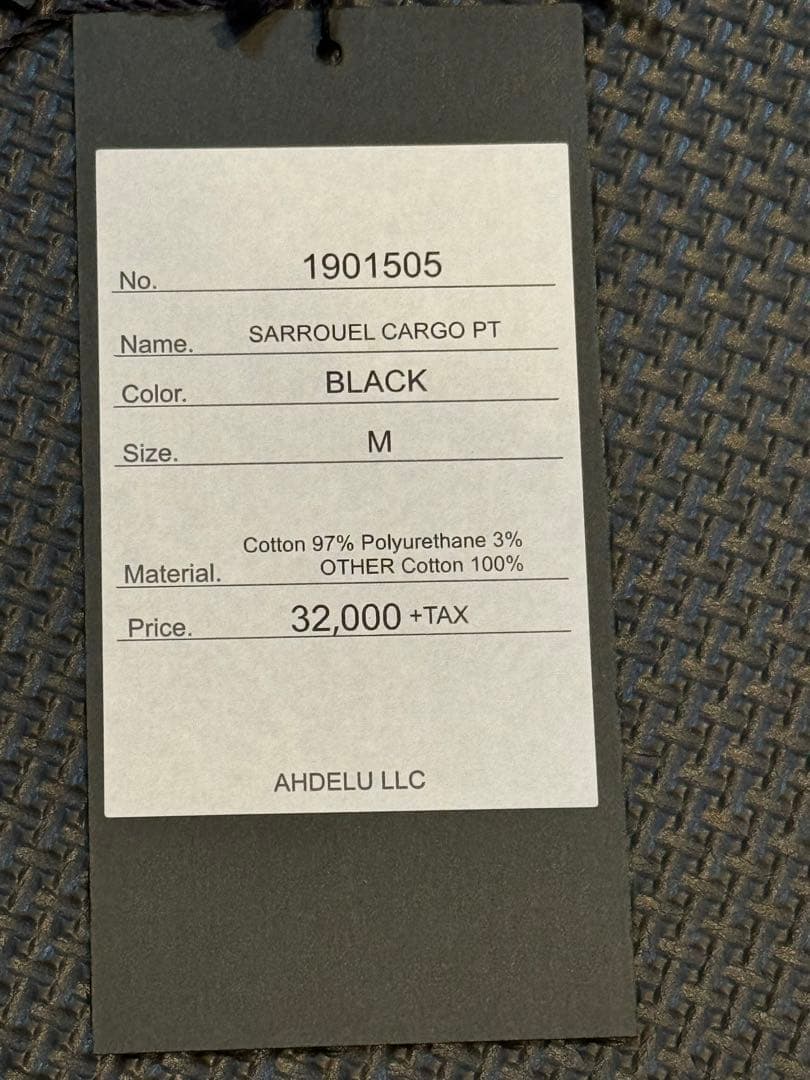 No. 1901505
Name. SARROUEL CARGO PT
Color. BLACK
Size. M
Cotton 97% Polyurethane 3%
Material. OTHER Cotton 100%
Price. 32,000 +TAX
AHDELU LLC